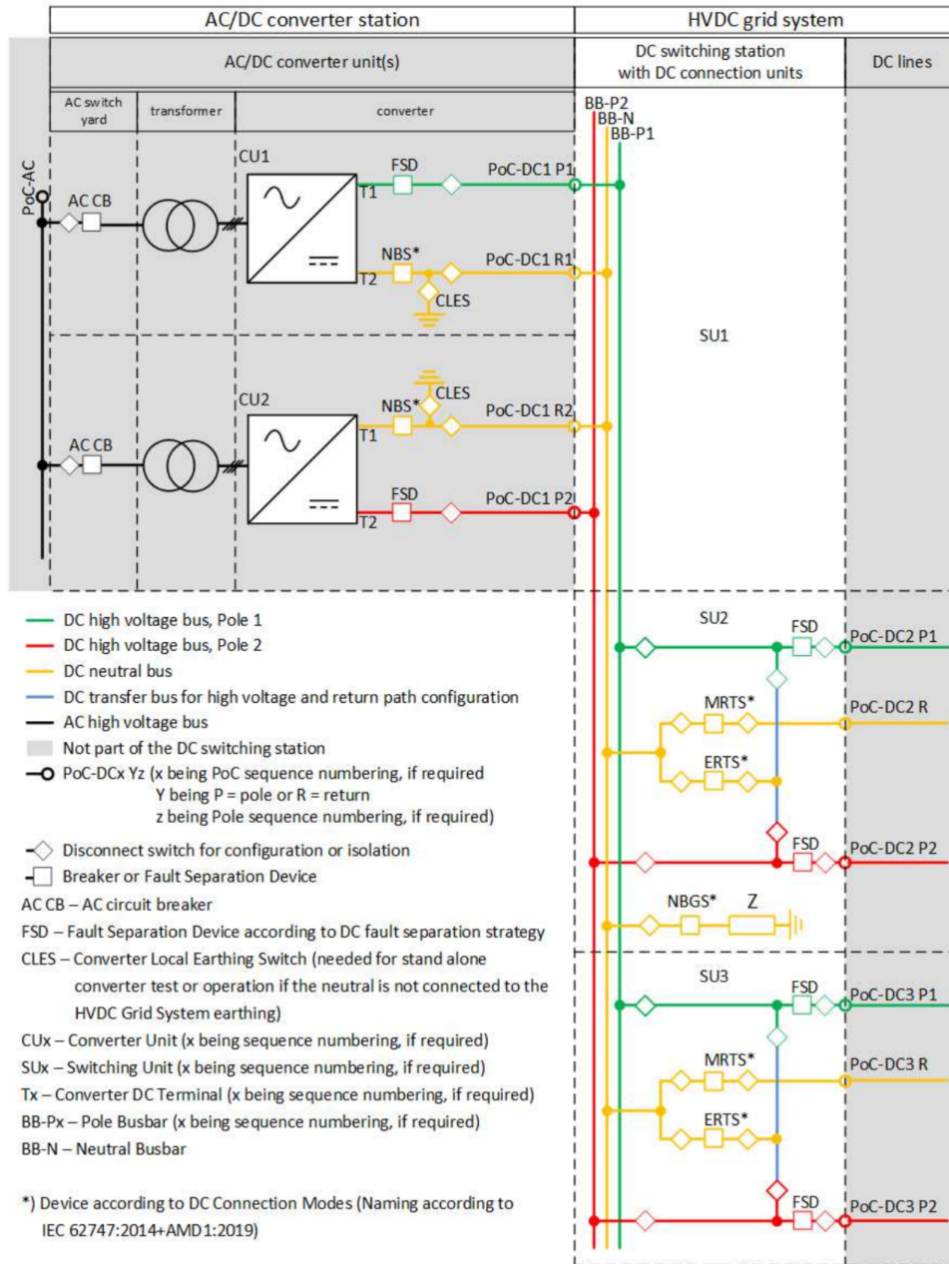 AC/DC converter station
HVDC grid system
AC/DC converter unit(s)
DC switching station
with DC connection units
DC lines
AC switch
yard
transformer
converter
BB-P2
BB-N
BB-P1
PoC-AC
CU1
AC CB
T1
FSD
PoC-DC1 P1
T2
NBS*
PoC-DC1 R1
CLES
SU1
CU2
AC CB
T1
NBS*
CLES
PoC-DC1 R2
T2
FSD
PoC-DC1 P2
DC high voltage bus, Pole 1
DC high voltage bus, Pole 2
DC neutral bus
DC transfer bus for high voltage and return path configuration
AC high voltage bus
Not part of the DC switching station
PoC-DCx Yz (x being PoC sequence numbering, if required
Y being P = pole or R = return
z being Pole sequence numbering, if required)
Disconnect switch for configuration or isolation
Breaker or Fault Separation Device
AC CB – AC circuit breaker
FSD – Fault Separation Device according to DC fault separation strategy
CLES – Converter Local Earthing Switch (needed for stand alone
converter test or operation if the neutral is not connected to the
HVDC Grid System earthing)
CUx – Converter Unit (x being sequence numbering, if required)
SUx – Switching Unit (x being sequence numbering, if required)
Tx – Converter DC Terminal (x being sequence numbering, if required)
BB-Px – Pole Busbar (x being sequence numbering, if required)
BB-N – Neutral Busbar
*) Device according to DC Connection Modes (Naming according to
IEC 62747:2014+AMD1:2019)
SU2
FSD
PoC-DC2 P1
MRTS*
PoC-DC2 R
ERTS*
FSD
PoC-DC2 P2
NBGS*
Z
SU3
FSD
PoC-DC3 P1
MRTS*
PoC-DC3 R
ERTS*
FSD
PoC-DC3 P2